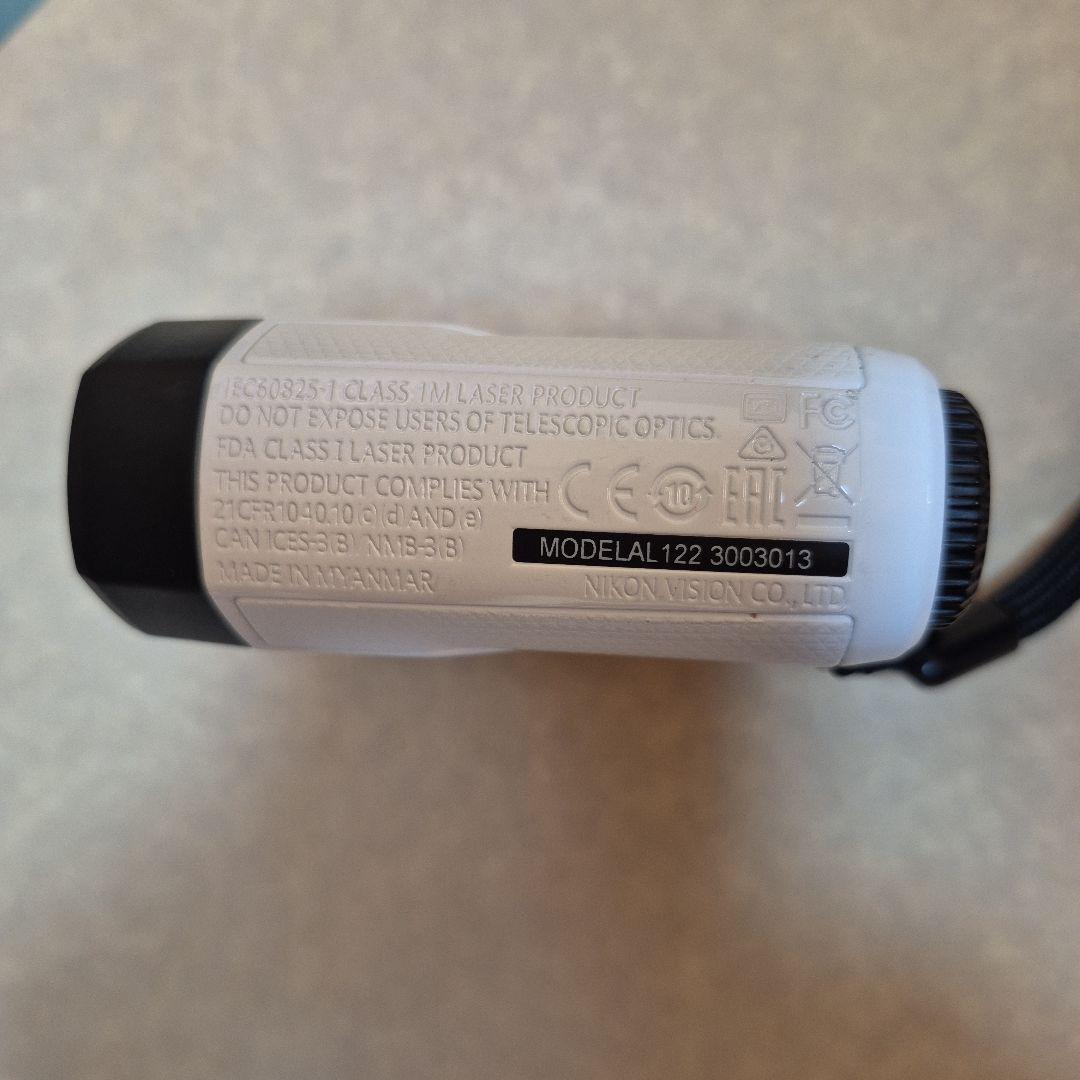 IEC60825-1 CLASS 1M LASER PRODUCT
DO NOT EXPOSE USERS OF TELESCOPIC OPTICS.
FDA CLASS I LASER PRODUCT
THIS PRODUCT COMPLIES WITH
21CFR1040.10 (c) (d) AND (e)
CAN ICES-3(B)/NMB-3(B)
MADE IN MYANMAR
FC
CE
10
EAC
MODELAL122 3003013
NIKON VISION CO., LTD